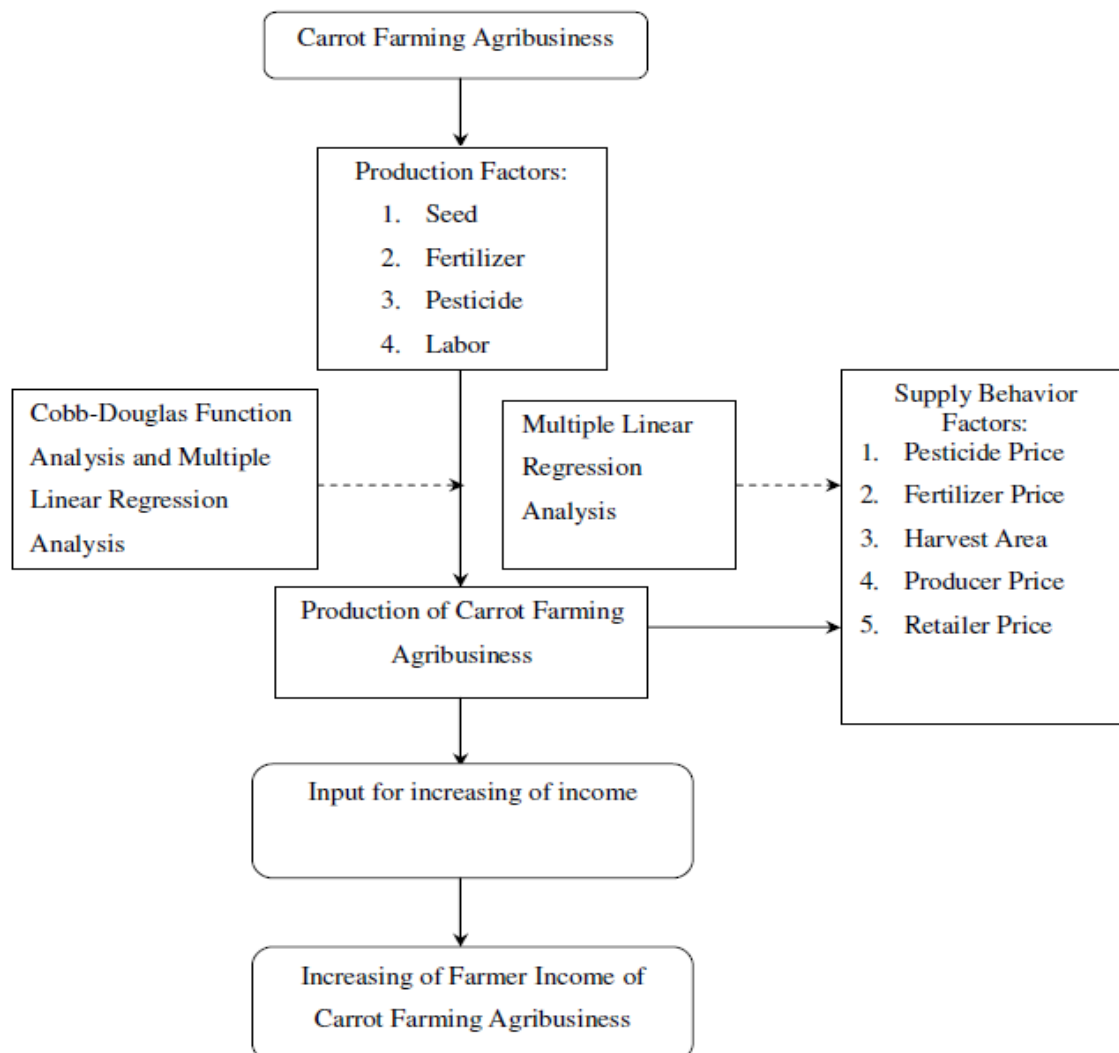 Carrot Farming Agribusiness
Production Factors:
1. Seed
2. Fertilizer
3. Pesticide
4. Labor
Cobb-Douglas Function
Analysis and Multiple
Linear Regression
Analysis
Multiple Linear
Regression
Analysis
Supply Behavior
Factors:
1. Pesticide Price
2. Fertilizer Price
3. Harvest Area
4. Producer Price
5. Retailer Price
Production of Carrot Farming
Agribusiness
Input for increasing of income
Increasing of Farmer Income of
Carrot Farming Agribusiness